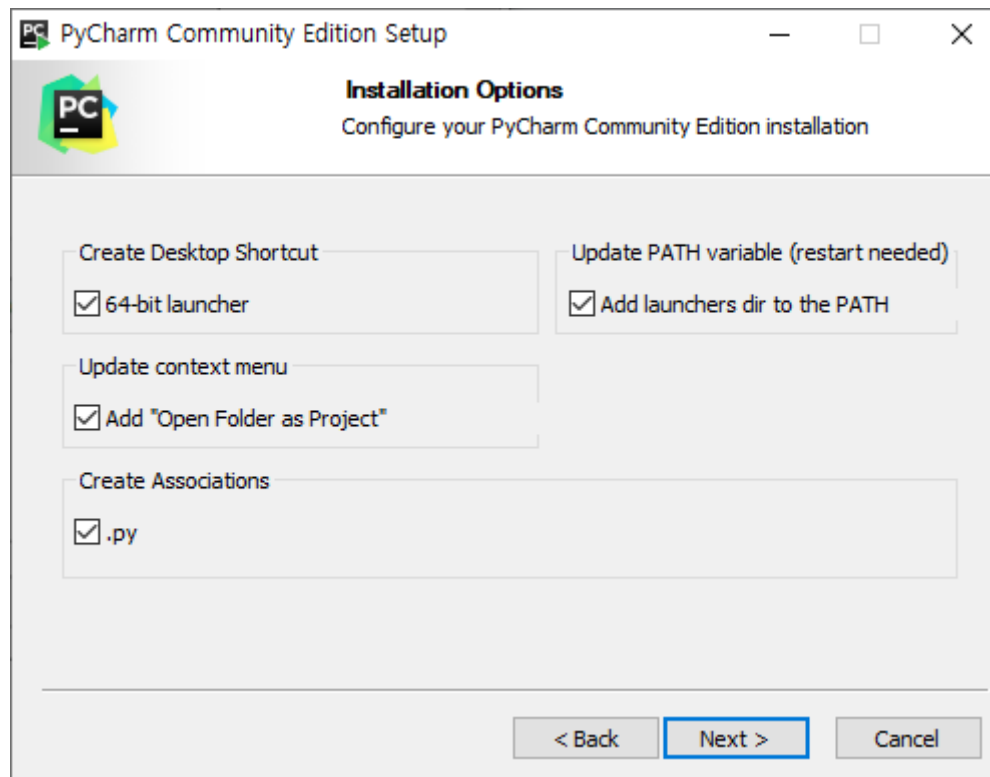 PC PyCharm Community Edition Setup
PC
Installation Options
Configure your PyCharm Community Edition installation
Create Desktop Shortcut
64-bit launcher
Update PATH variable (restart needed)
Add launchers dir to the PATH
Update context menu
Add "Open Folder as Project"
Create Associations
.py
< Back
Next >
Cancel